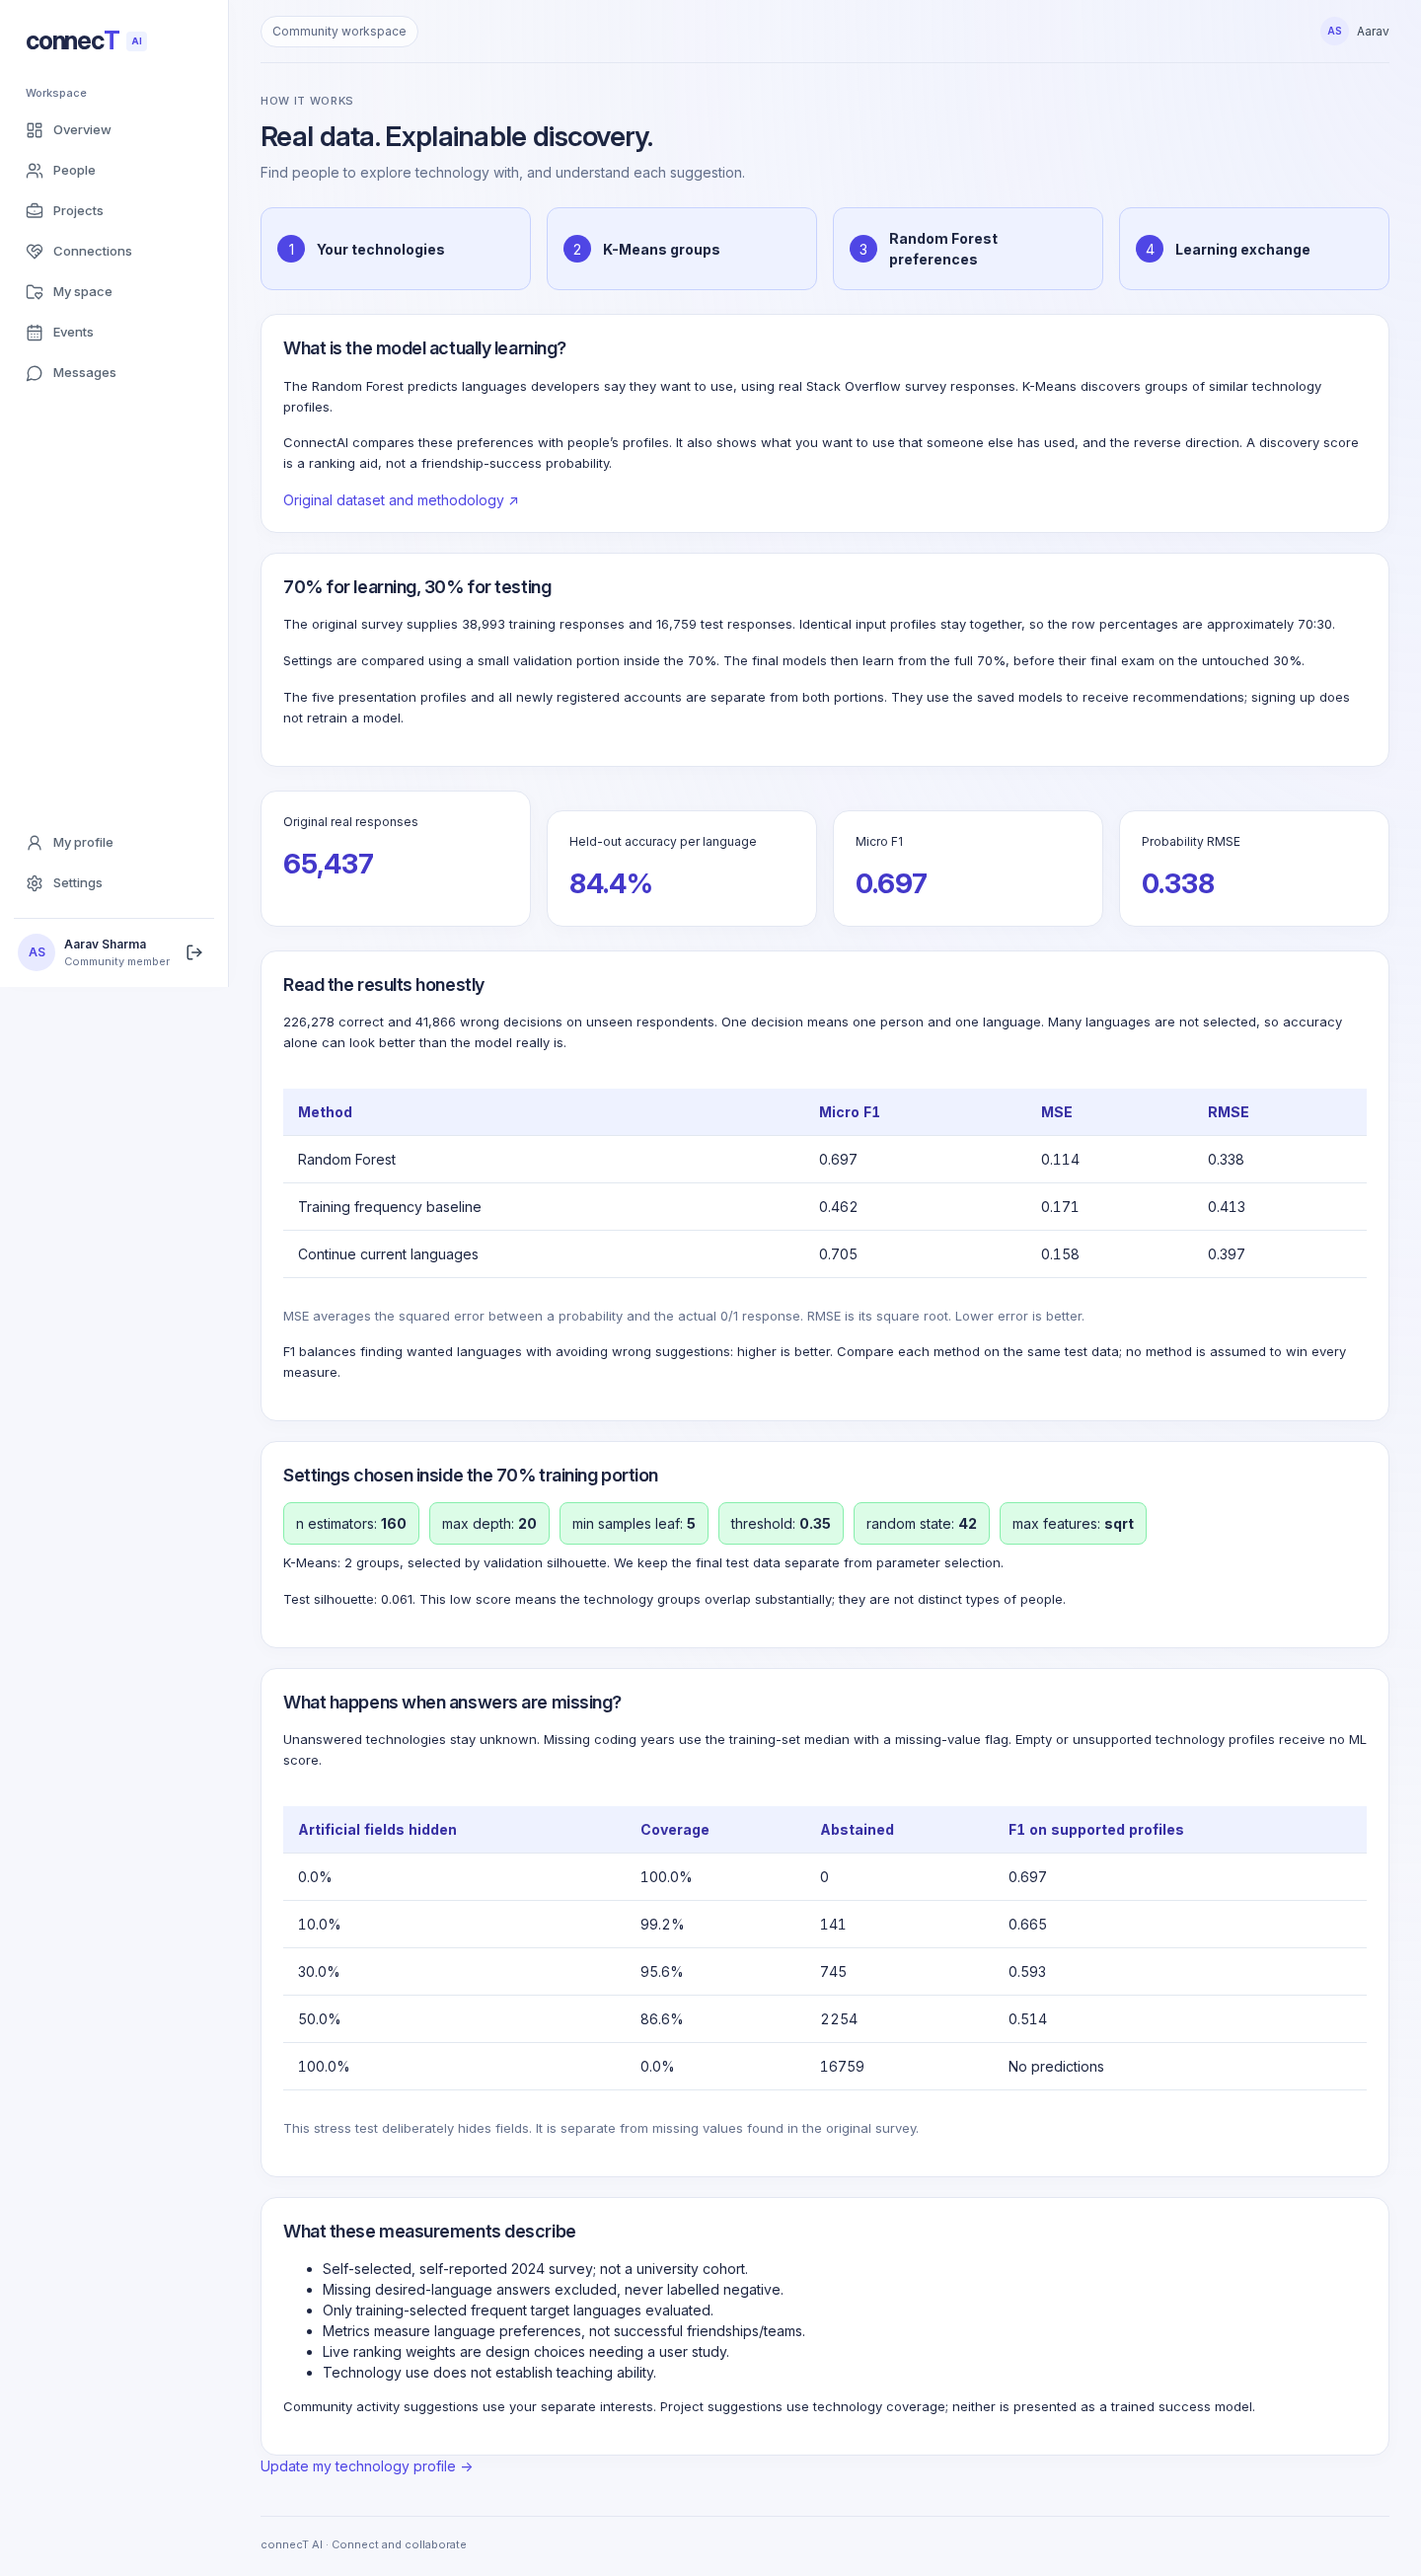 connecT AI
Workspace
Overview
People
Projects
Connections
My space
Events
Messages
My profile
Settings
AS
Aarav Sharma
Community member
Community workspace
AS Aarav
HOW IT WORKS
Real data. Explainable discovery.
Find people to explore technology with, and understand each suggestion.
1 Your technologies
2 K-Means groups
3 Random Forest
preferences
4 Learning exchange
What is the model actually learning?
The Random Forest predicts languages developers say they want to use, using real Stack Overflow survey responses. K-Means discovers groups of similar technology
profiles.
ConnectAI compares these preferences with people’s profiles. It also shows what you want to use that someone else has used, and the reverse direction. A discovery score
is a ranking aid, not a friendship-success probability.
Original dataset and methodology ↗
70% for learning, 30% for testing
The original survey supplies 38,993 training responses and 16,759 test responses. Identical input profiles stay together, so the row percentages are approximately 70:30.
Settings are compared using a small validation portion inside the 70%. The final models then learn from the full 70%, before their final exam on the untouched 30%.
The five presentation profiles and all newly registered accounts are separate from both portions. They use the saved models to receive recommendations; signing up does
not retrain a model.
Original real responses
65,437
Held-out accuracy per language
84.4%
Micro F1
0.697
Probability RMSE
0.338
Read the results honestly
226,278 correct and 41,866 wrong decisions on unseen respondents. One decision means one person and one language. Many languages are not selected, so accuracy
alone can look better than the model really is.
Method Micro F1 MSE RMSE
Random Forest 0.697 0.114 0.338
Training frequency baseline 0.462 0.171 0.413
Continue current languages 0.705 0.158 0.397
MSE averages the squared error between a probability and the actual 0/1 response. RMSE is its square root. Lower error is better.
F1 balances finding wanted languages with avoiding wrong suggestions: higher is better. Compare each method on the same test data; no method is assumed to win every
measure.
Settings chosen inside the 70% training portion
n estimators: 160 max depth: 20 min samples leaf: 5 threshold: 0.35 random state: 42 max features: sqrt
K-Means: 2 groups, selected by validation silhouette. We keep the final test data separate from parameter selection.
Test silhouette: 0.061. This low score means the technology groups overlap substantially; they are not distinct types of people.
What happens when answers are missing?
Unanswered technologies stay unknown. Missing coding years use the training-set median with a missing-value flag. Empty or unsupported technology profiles receive no ML
score.
Artificial fields hidden Coverage Abstained F1 on supported profiles
0.0% 100.0% 0 0.697
10.0% 99.2% 141 0.665
30.0% 95.6% 745 0.593
50.0% 86.6% 2254 0.514
100.0% 0.0% 16759 No predictions
This stress test deliberately hides fields. It is separate from missing values found in the original survey.
What these measurements describe
• Self-selected, self-reported 2024 survey; not a university cohort.
• Missing desired-language answers excluded, never labelled negative.
• Only training-selected frequent target languages evaluated.
• Metrics measure language preferences, not successful friendships/teams.
• Live ranking weights are design choices needing a user study.
• Technology use does not establish teaching ability.
Community activity suggestions use your separate interests. Project suggestions use technology coverage; neither is presented as a trained success model.
Update my technology profile →
connecT AI · Connect and collaborate